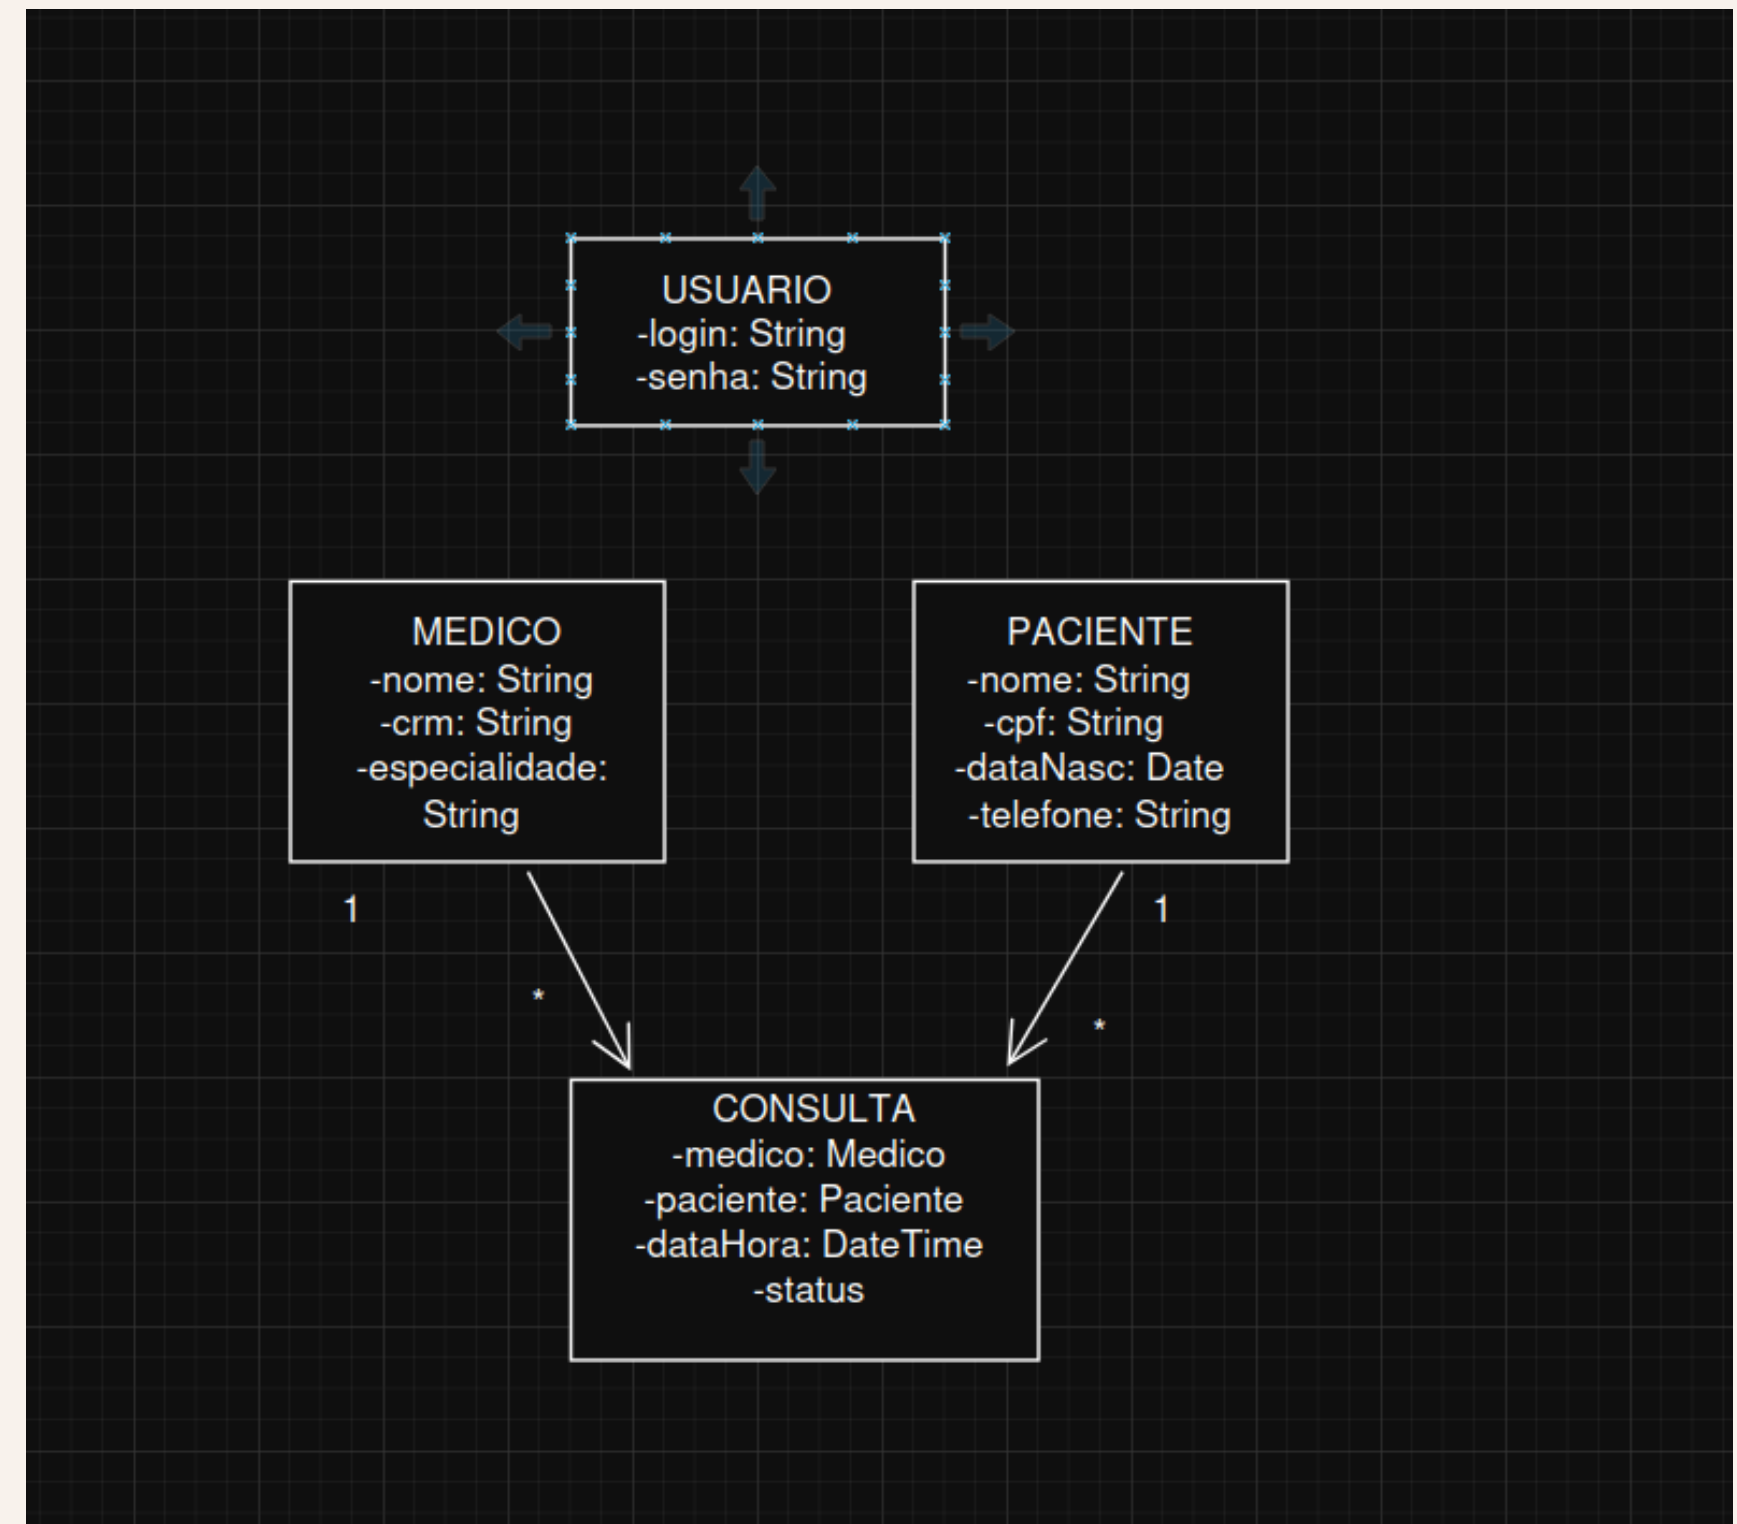 USUARIO
-login: String
-senha: String
MEDICO
-nome: String
-crm: String
-especialidade:
String
PACIENTE
-nome: String
-cpf: String
-dataNasc: Date
-telefone: String
1
1
*
*
CONSULTA
-medico: Medico
-paciente: Paciente
-dataHora: DateTime
-status